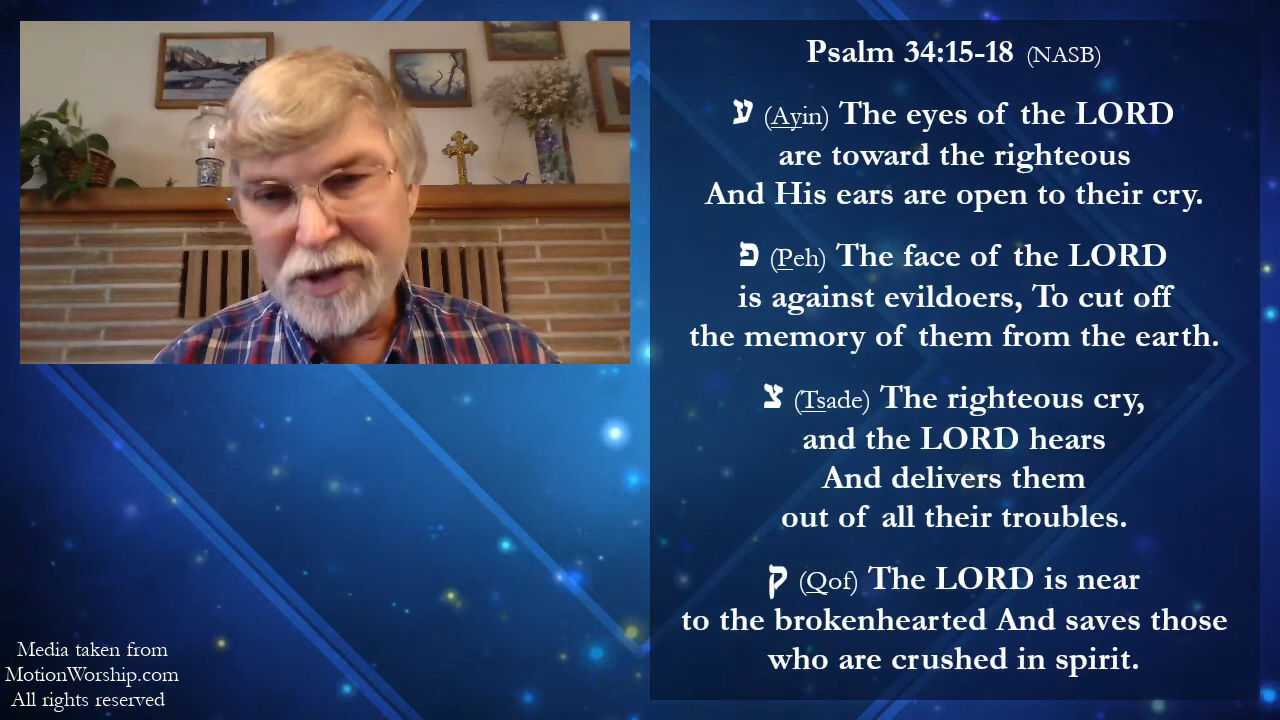 Psalm 34:15-18 (NASB)
ע (Ayin) The eyes of the LORD
are toward the righteous
And His ears are open to their cry.
פ (Peh) The face of the LORD
is against evildoers, To cut off
the memory of them from the earth.
צ (Tsade) The righteous cry,
and the LORD hears
And delivers them
out of all their troubles.
ק (Qof) The LORD is near
to the brokenhearted And saves those
who are crushed in spirit.
Media taken from
MotionWorship.com
All rights reserved